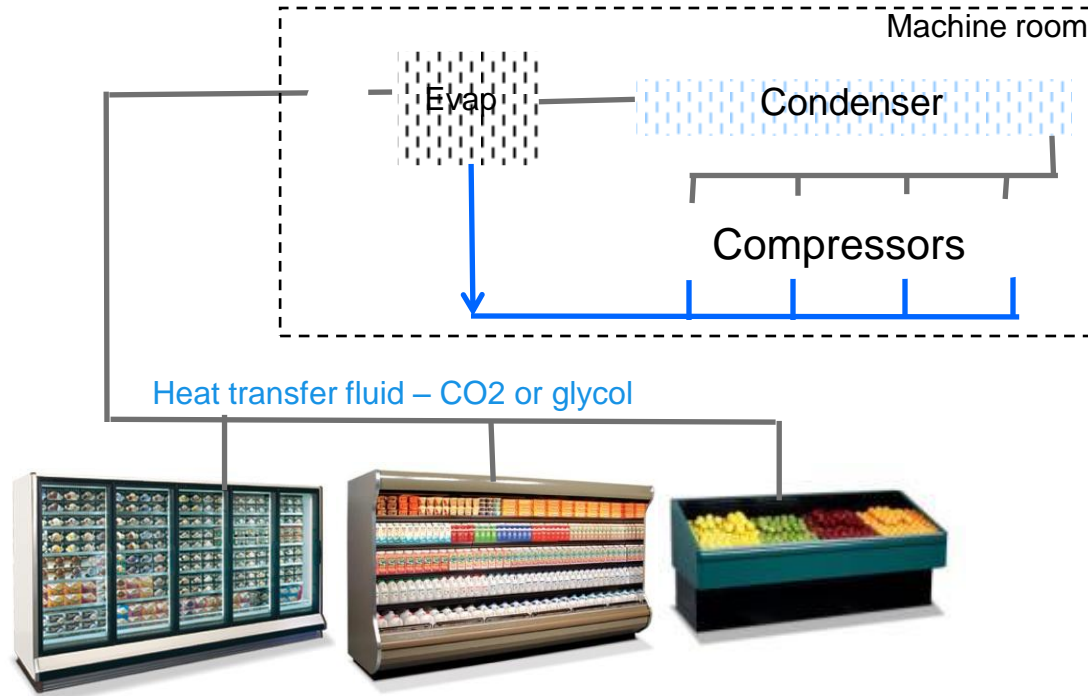 Machine room
Evap
Condenser
Compressors
Heat transfer fluid – CO2 or glycol